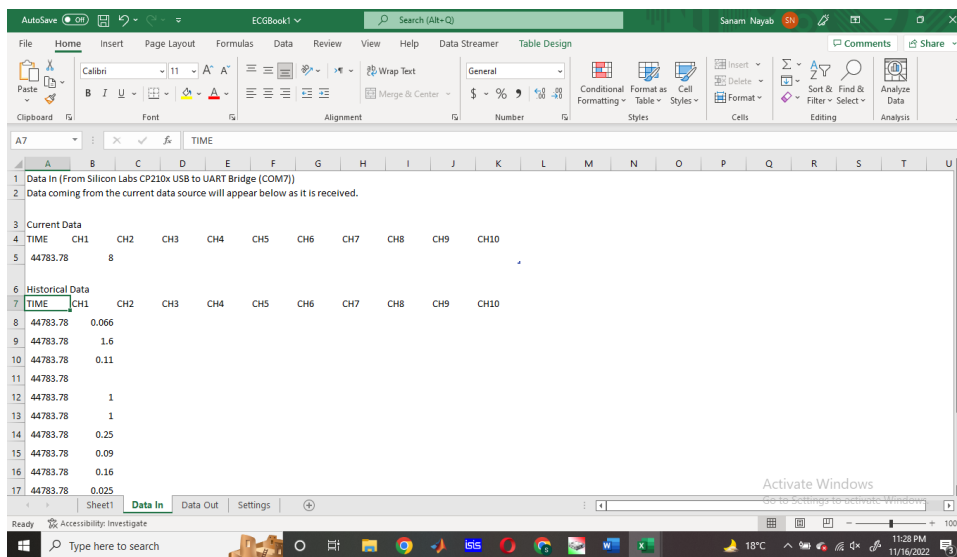 AutoSave Off ECGBook1 Search (Alt+Q) Sanam Nayab SN
File Home Insert Page Layout Formulas Data Review View Help Data Streamer Table Design Comments Share
Paste Calibri 11 A A Wrap Text General Conditional Formatting Format as Table Cell Styles Insert Delete Format Sort & Filter Find & Select Analyze Data
B I U A Merge & Center $ % 9
Clipboard Font Alignment Number Styles Cells Editing Analysis
A7 fx TIME
A B C D E F G H I J K L M N O P Q R S T U
1 Data In (From Silicon Labs CP210x USB to UART Bridge (COM7))
2 Data coming from the current data source will appear below as it is received.
3 Current Data
4 TIME CH1 CH2 CH3 CH4 CH5 CH6 CH7 CH8 CH9 CH10
5 44783.78 8
6 Historical Data
7 TIME CH1 CH2 CH3 CH4 CH5 CH6 CH7 CH8 CH9 CH10
8 44783.78 0.066
9 44783.78 1.6
10 44783.78 0.11
11 44783.78
12 44783.78 1
13 44783.78 1
14 44783.78 0.25
15 44783.78 0.09
16 44783.78 0.16
17 44783.78 0.025
Activate Windows
Go to Settings to activate Windows.
Sheet1 Data In Data Out Settings
Ready Accessibility: Investigate 100
Type here to search isis W X 18°C 11:28 PM
11/16/2022 3